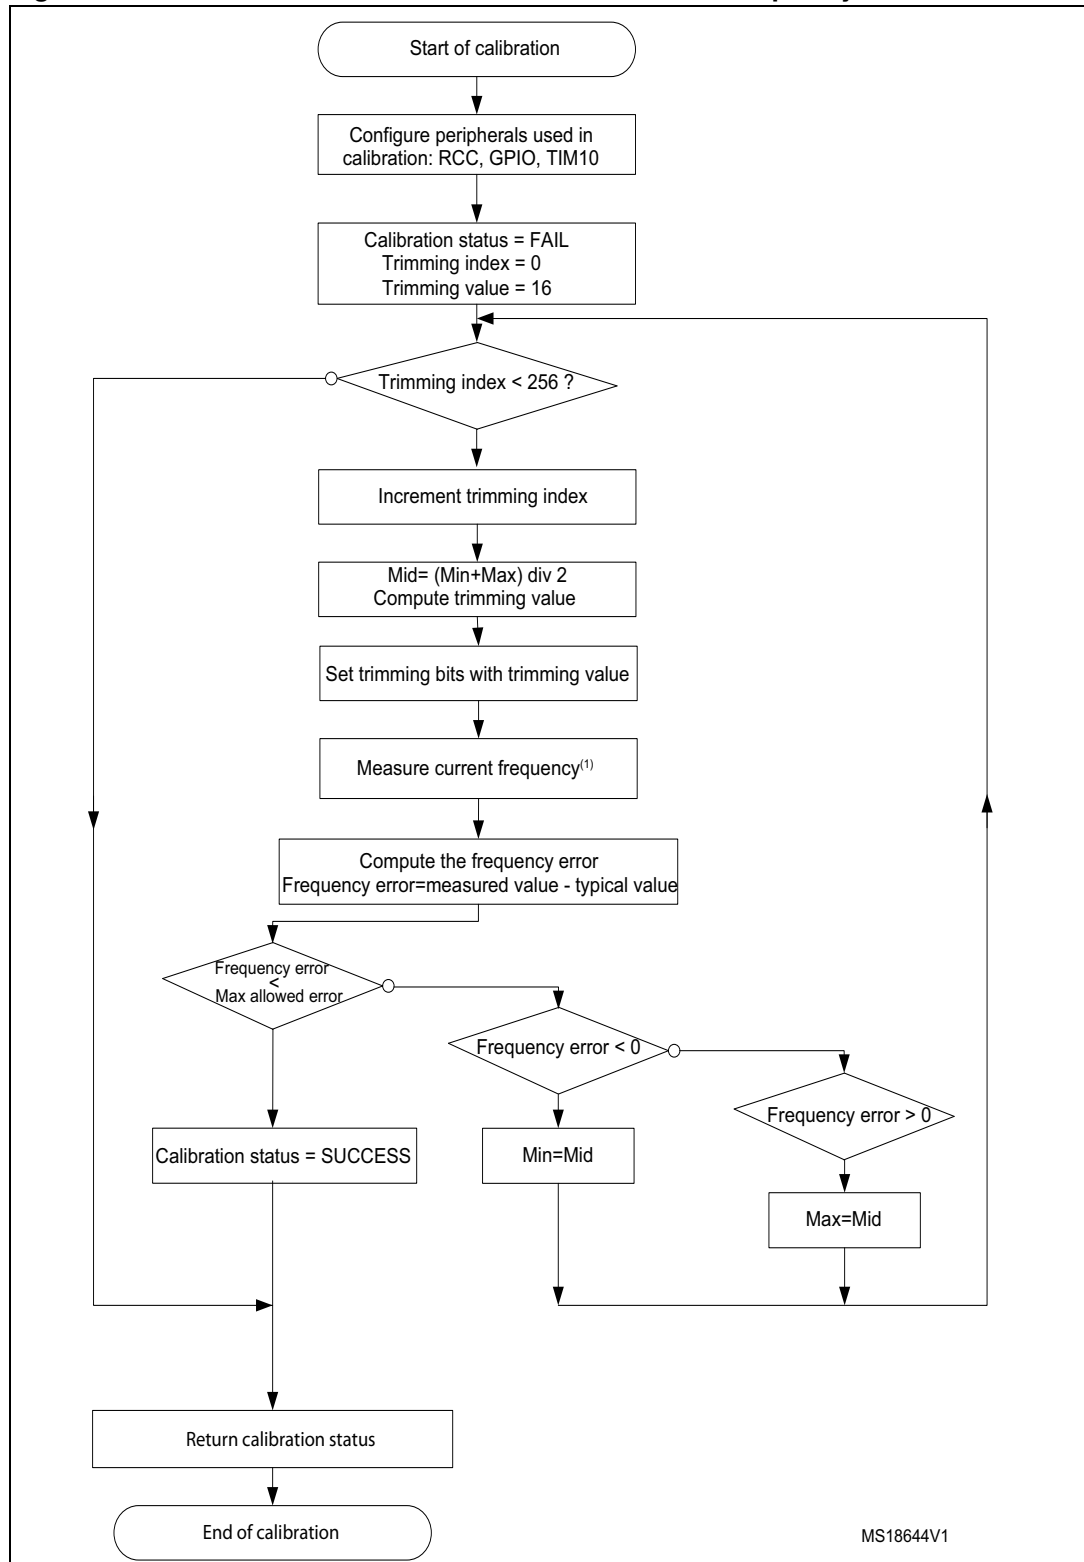 Start of calibration
Configure peripherals used in
calibration: RCC, GPIO, TIM10
Calibration status = FAIL
Trimming index = 0
Trimming value = 16
Trimming index < 256 ?
Increment trimming index
Mid= (Min+Max) div 2
Compute trimming value
Set trimming bits with trimming value
Measure current frequency(1)
Compute the frequency error
Frequency error=measured value - typical value
Frequency error
<
Max allowed error
Frequency error < 0
Frequency error > 0
Calibration status = SUCCESS
Min=Mid
Max=Mid
Return calibration status
End of calibration
MS18644V1